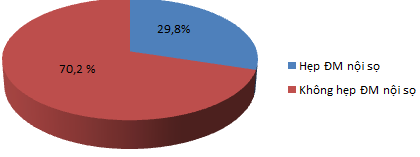 29,8%
70,2 %
Hẹp ĐM nội sọ
Không hẹp ĐM nội sọ